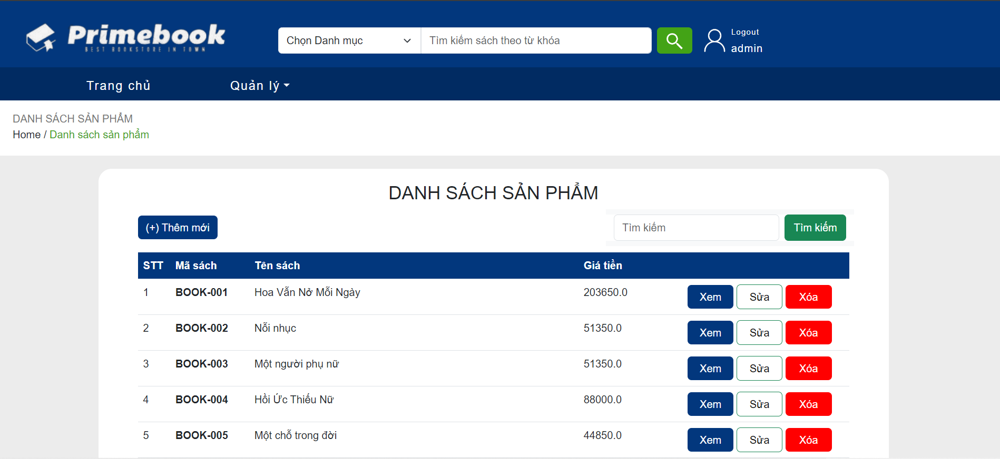 Primebook
BEST BOOKSTORE IN TOWN
Chọn Danh mục
Tìm kiếm sách theo từ khóa
Logout
admin
Trang chủ
Quản lý
DANH SÁCH SẢN PHẨM
Home / Danh sách sản phẩm
DANH SÁCH SẢN PHẨM
(+) Thêm mới
Tìm kiếm
Tìm kiếm
STT Mã sách Tên sách Giá tiền
1 BOOK-001 Hoa Vẫn Nở Mỗi Ngày 203650.0 Xem Sửa Xóa
2 BOOK-002 Nỗi nhục 51350.0 Xem Sửa Xóa
3 BOOK-003 Một người phụ nữ 51350.0 Xem Sửa Xóa
4 BOOK-004 Hồi Ức Thiếu Nữ 88000.0 Xem Sửa Xóa
5 BOOK-005 Một chỗ trong đời 44850.0 Xem Sửa Xóa